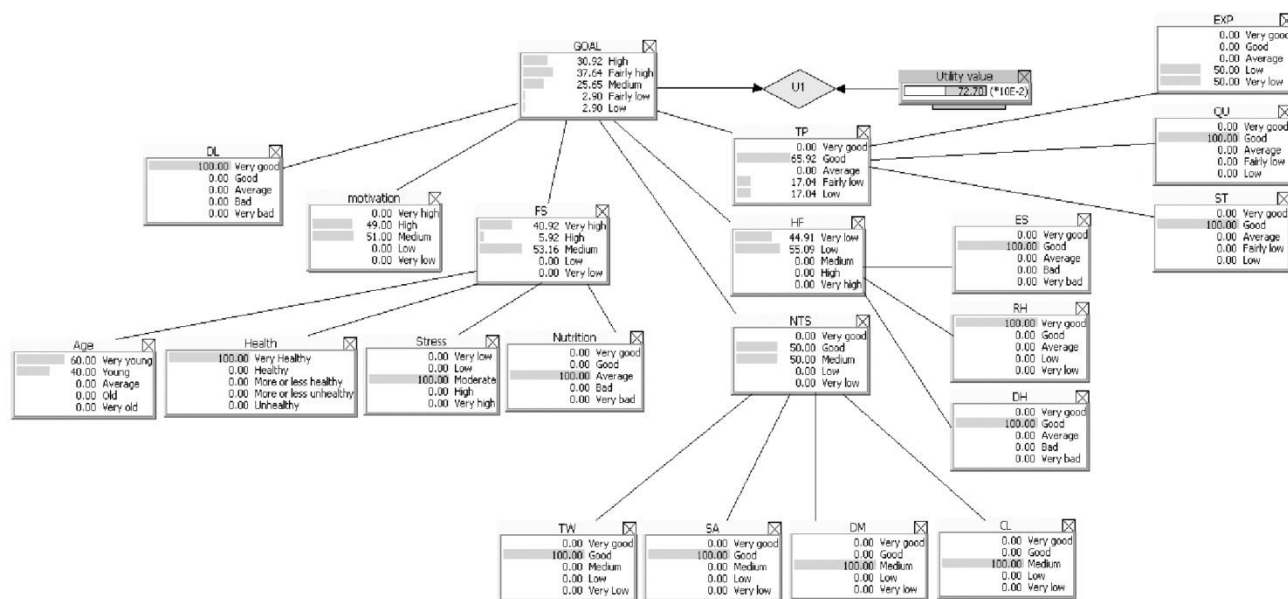 GOAL
30.92 High
37.64 Fairly high
25.65 Medium
2.90 Fairly low
2.90 Low
U1
Utility value
72.70 (*10E-2)
EXP
0.00 Very good
0.00 Good
0.00 Average
50.00 Low
50.00 Very low
QU
0.00 Very good
100.00 Good
0.00 Average
0.00 Fairly low
0.00 Low
ST
0.00 Very good
100.00 Good
0.00 Average
0.00 Fairly low
0.00 Low
TP
0.00 Very good
65.92 Good
0.00 Average
17.04 Fairly low
17.04 Low
DL
100.00 Very good
0.00 Good
0.00 Average
0.00 Bad
0.00 Very bad
motivation
0.00 Very high
49.00 High
51.00 Medium
0.00 Low
0.00 Very low
FS
40.92 Very high
5.92 High
53.16 Medium
0.00 Low
0.00 Very low
HF
44.91 Very low
55.09 Low
0.00 Medium
0.00 High
0.00 Very high
ES
0.00 Very good
100.00 Good
0.00 Average
0.00 Bad
0.00 Very bad
RH
100.00 Very good
0.00 Good
0.00 Average
0.00 Low
0.00 Very low
DH
0.00 Very good
100.00 Good
0.00 Average
0.00 Bad
0.00 Very bad
NTS
0.00 Very good
50.00 Good
50.00 Medium
0.00 Low
0.00 Very low
Age
60.00 Very young
40.00 Young
0.00 Average
0.00 Old
0.00 Very old
Health
100.00 Very Healthy
0.00 Healthy
0.00 More or less healthy
0.00 More or less unhealthy
0.00 Unhealthy
Stress
0.00 Very low
0.00 Low
100.00 Moderate
0.00 High
0.00 Very high
Nutrition
0.00 Very good
0.00 Good
100.00 Average
0.00 Bad
0.00 Very bad
TW
0.00 Very good
100.00 Good
0.00 Medium
0.00 Low
0.00 Very Low
SA
0.00 Very good
100.00 Good
0.00 Medium
0.00 Low
0.00 Very low
DM
0.00 Very good
0.00 Good
100.00 Medium
0.00 Low
0.00 Very low
CL
0.00 Very good
0.00 Good
100.00 Medium
0.00 Low
0.00 Very low